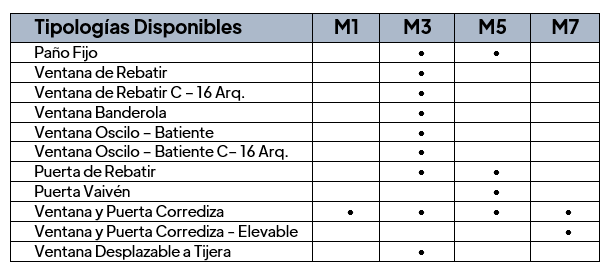 Tipologías Disponibles M1 M3 M5 M7
Paño Fijo • •
Ventana de Rebatir •
Ventana de Rebatir C – 16 Arq. •
Ventana Banderola •
Ventana Oscilo – Batiente •
Ventana Oscilo – Batiente C– 16 Arq. •
Puerta de Rebatir • •
Puerta Vaivén •
Ventana y Puerta Corrediza • • • •
Ventana y Puerta Corrediza - Elevable •
Ventana Desplazable a Tijera •